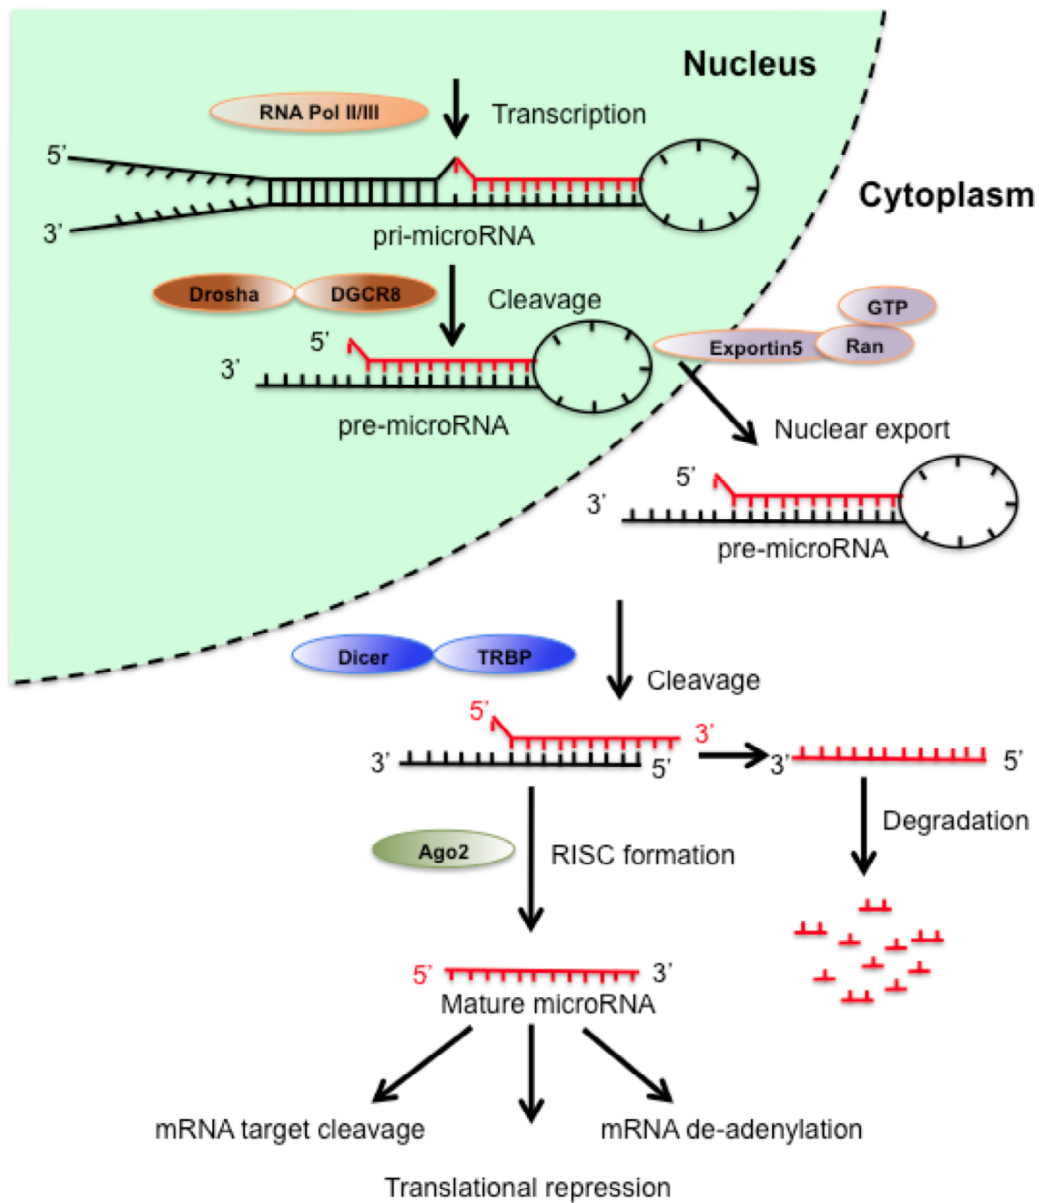 Nucleus
RNA Pol II/III
Transcription
5’
Cytoplasm
3’
pri-microRNA
Drosha
DGCR8
Cleavage
GTP
5’
Exportin5
Ran
3’
pre-microRNA
Nuclear export
5’
3’
pre-microRNA
Dicer
TRBP
Cleavage
5’
3’
3’
5’
3’
5’
Degradation
Ago2
RISC formation
5’
3’
Mature microRNA
mRNA target cleavage
mRNA de-adenylation
Translational repression